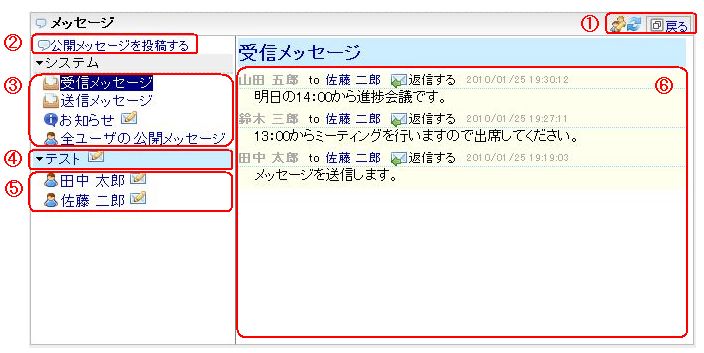 メッセージ
① 戻る
② 公開メッセージを投稿する
▼システム
③ 受信メッセージ
送信メッセージ
お知らせ
全ユーザの公開メッセージ
④ ▼テスト
⑤ 田中 太郎
佐藤 二郎
受信メッセージ
⑥
山田 五郎 to 佐藤 二郎 返信する 2010/01/25 19:30:12
明日の14:00から進捗会議です。
鈴木 三郎 to 佐藤 二郎 返信する 2010/01/25 19:27:11
13:00からミーティングを行いますので出席してください。
田中 太郎 to 佐藤 二郎 返信する 2010/01/25 19:19:03
メッセージを送信します。